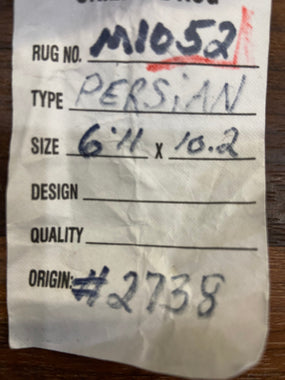 RUG NO. M1052
TYPE PERSiAN
SIZE 6'11 X 10.2
DESIGN
QUALITY
ORIGIN: #2738